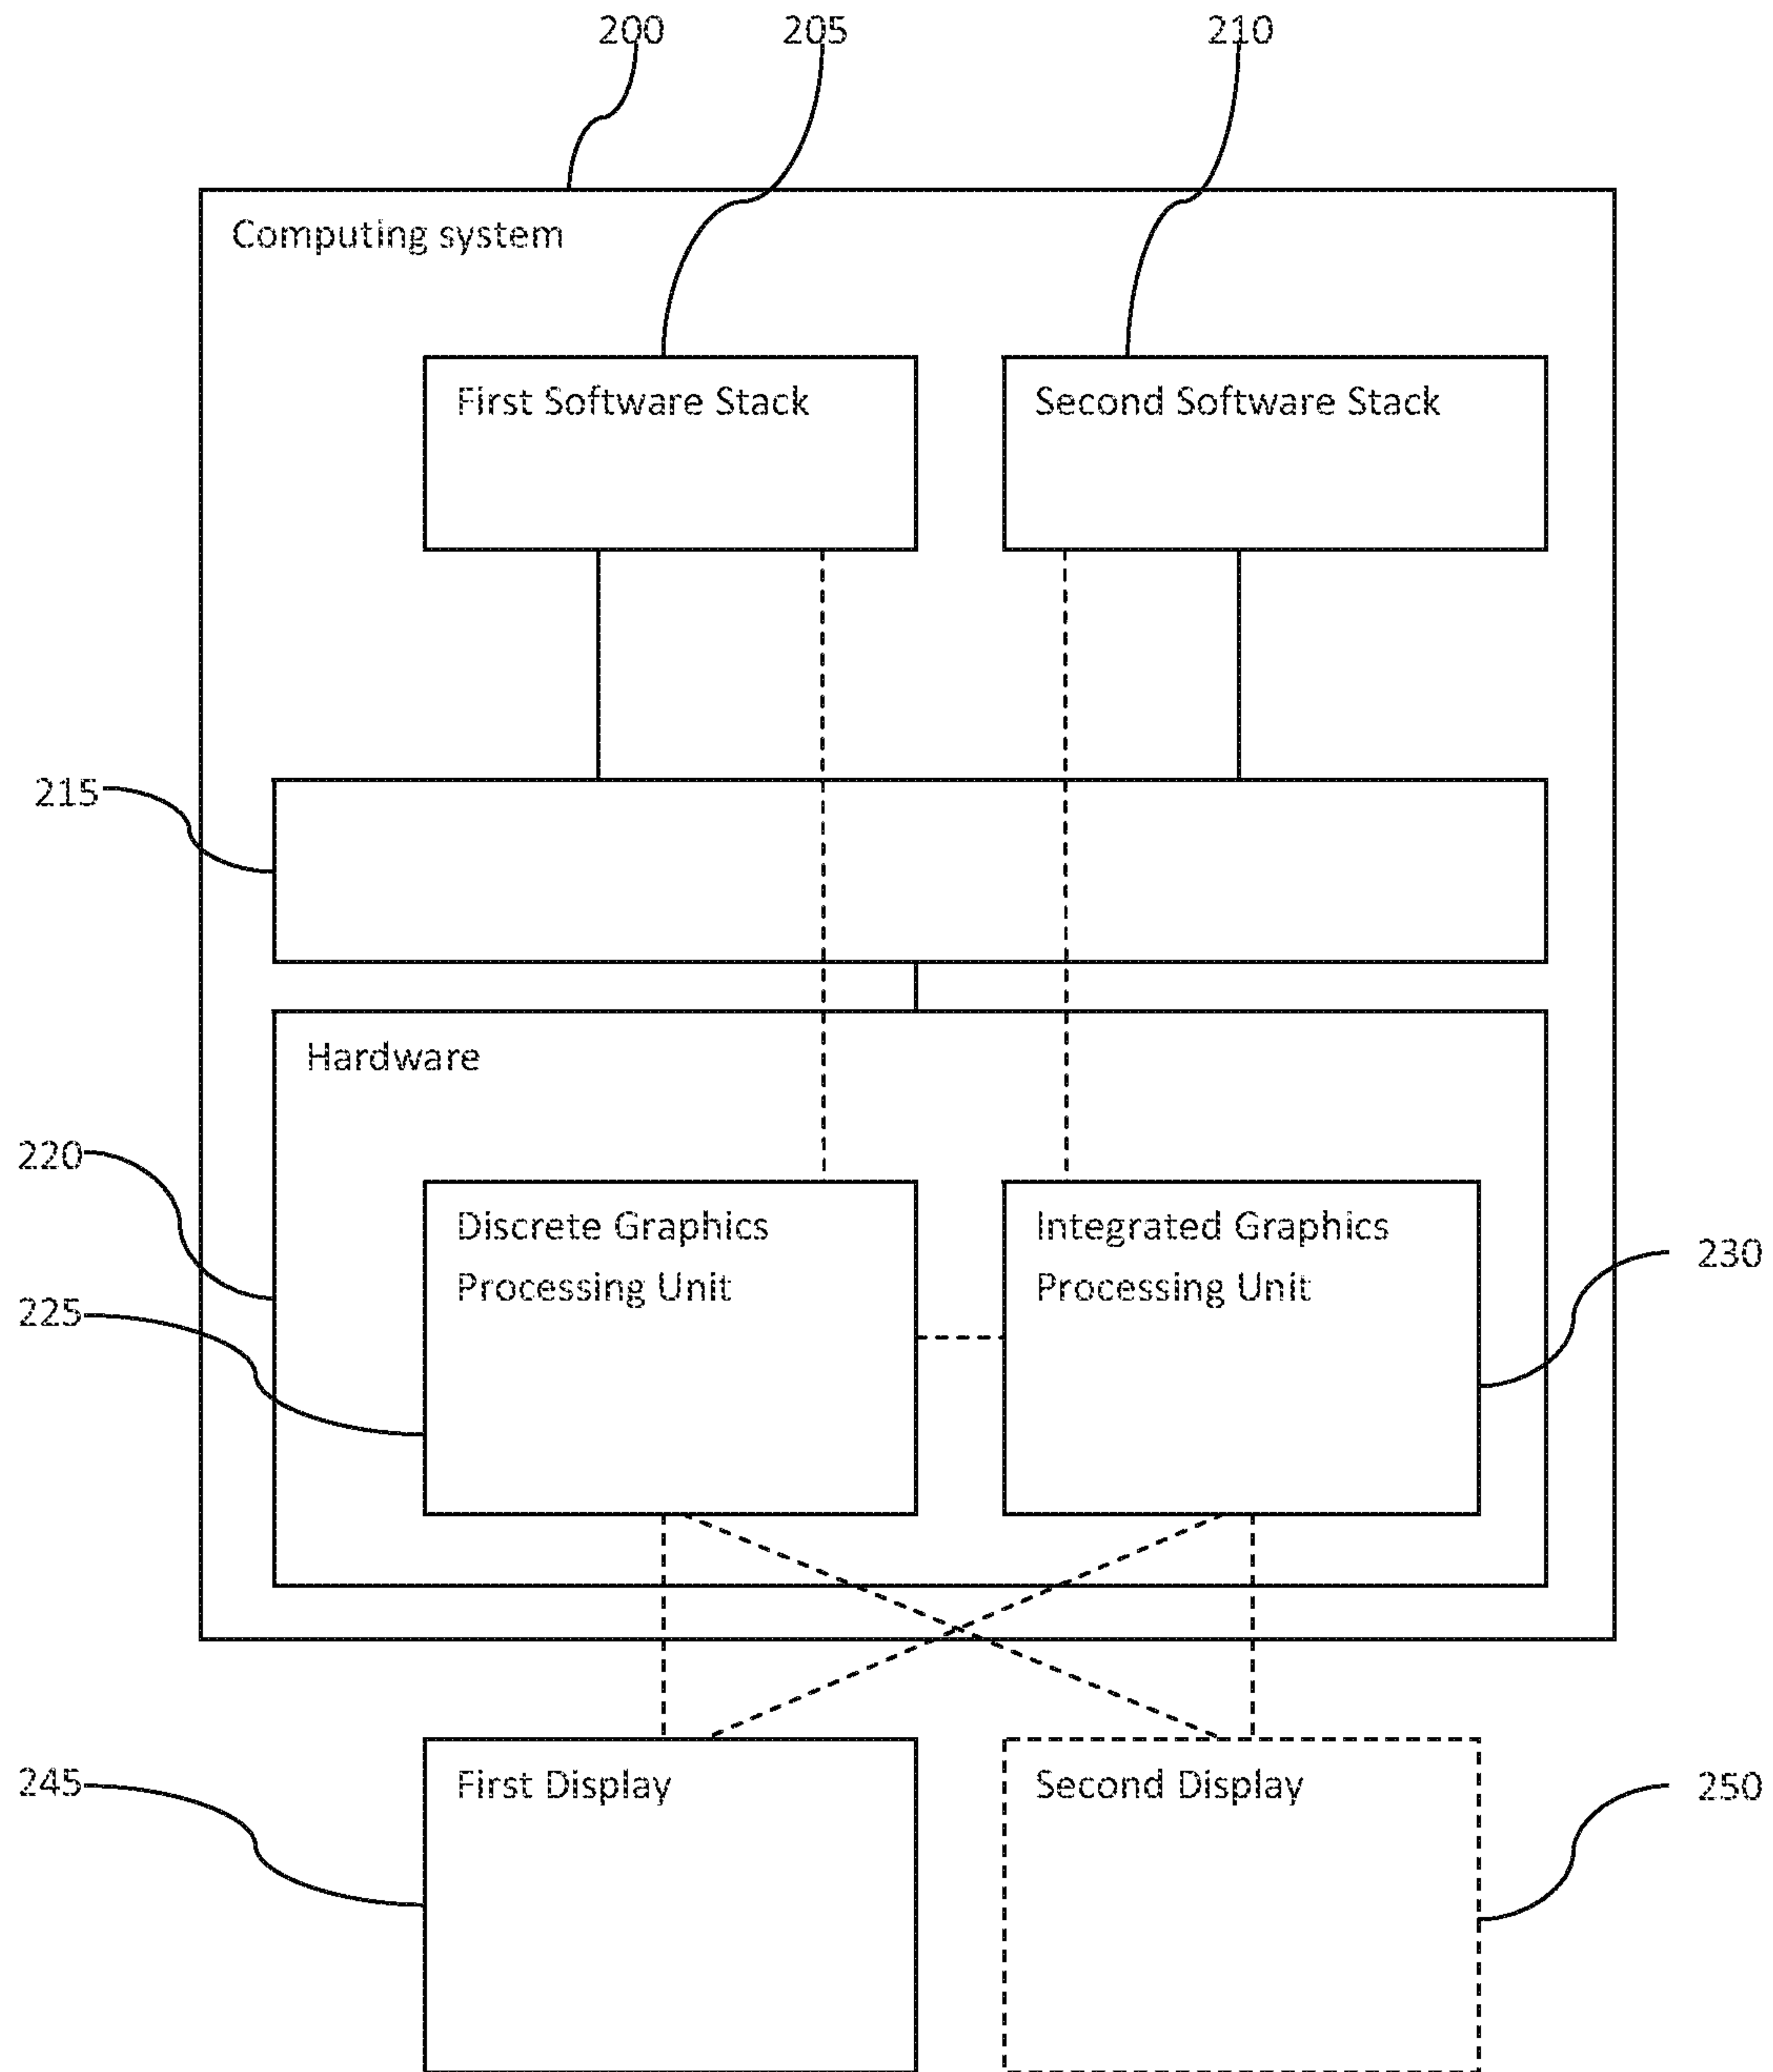 200
205
210
Computing system
First Software Stack
Second Software Stack
215
Hardware
220
Discrete Graphics
Processing Unit
Integrated Graphics
Processing Unit
230
225
245
First Display
Second Display
250